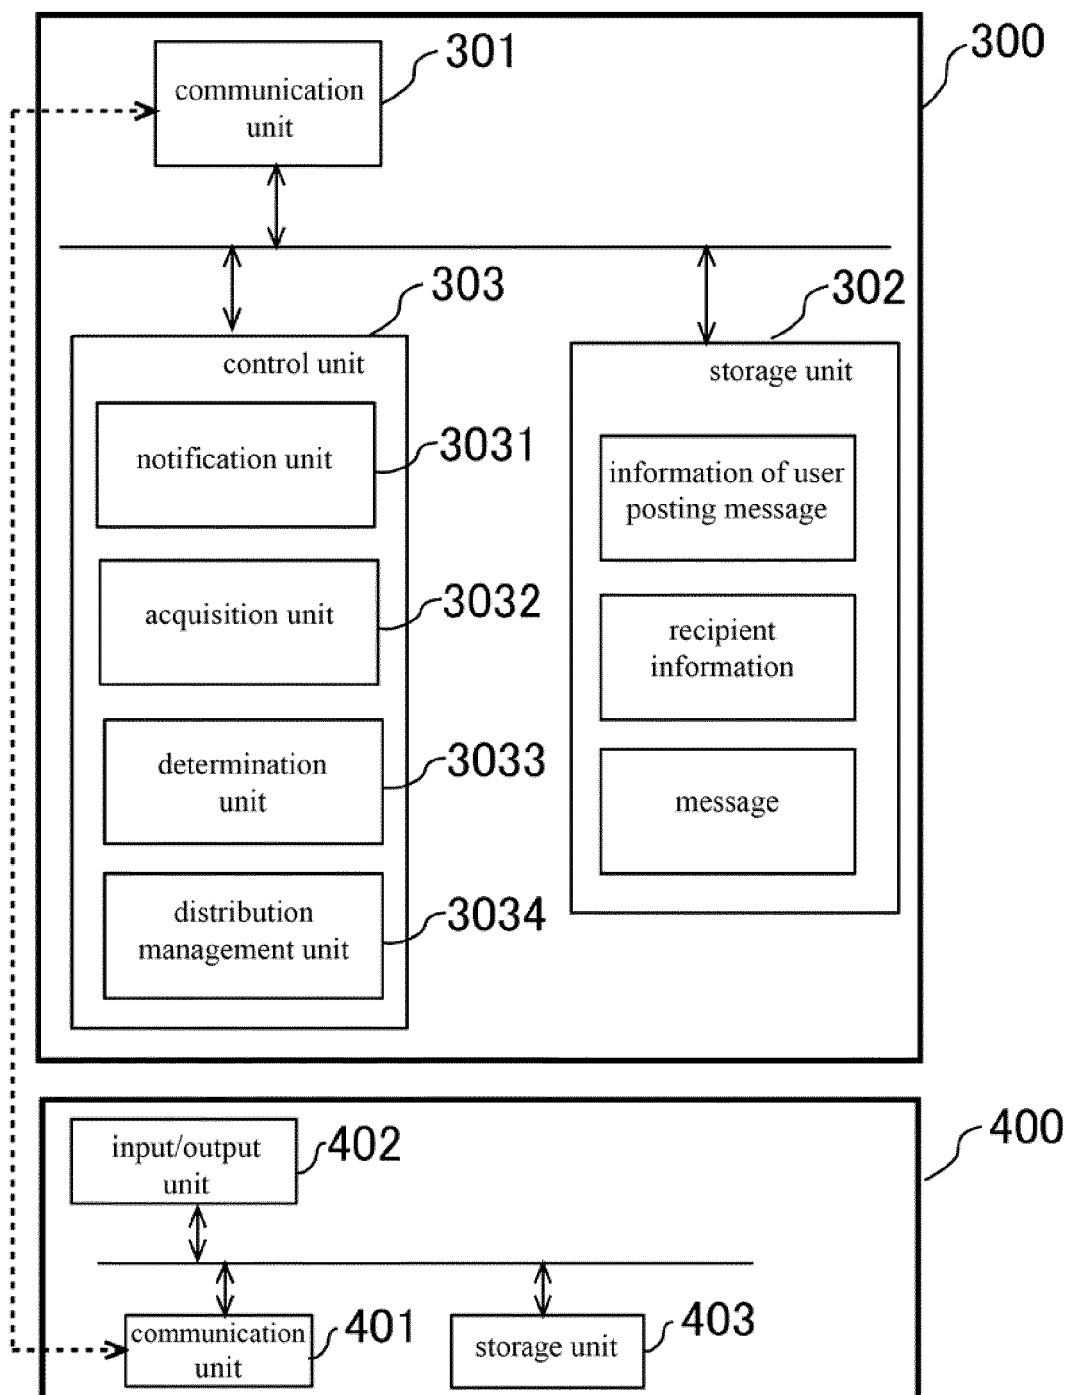 301
300
communication
unit
303
302
control unit
storage unit
notification unit
3031
information of user
posting message
acquisition unit
3032
recipient
information
determination
unit
3033
message
distribution
management unit
3034
400
input/output
unit
402
communication
unit
401
storage unit
403